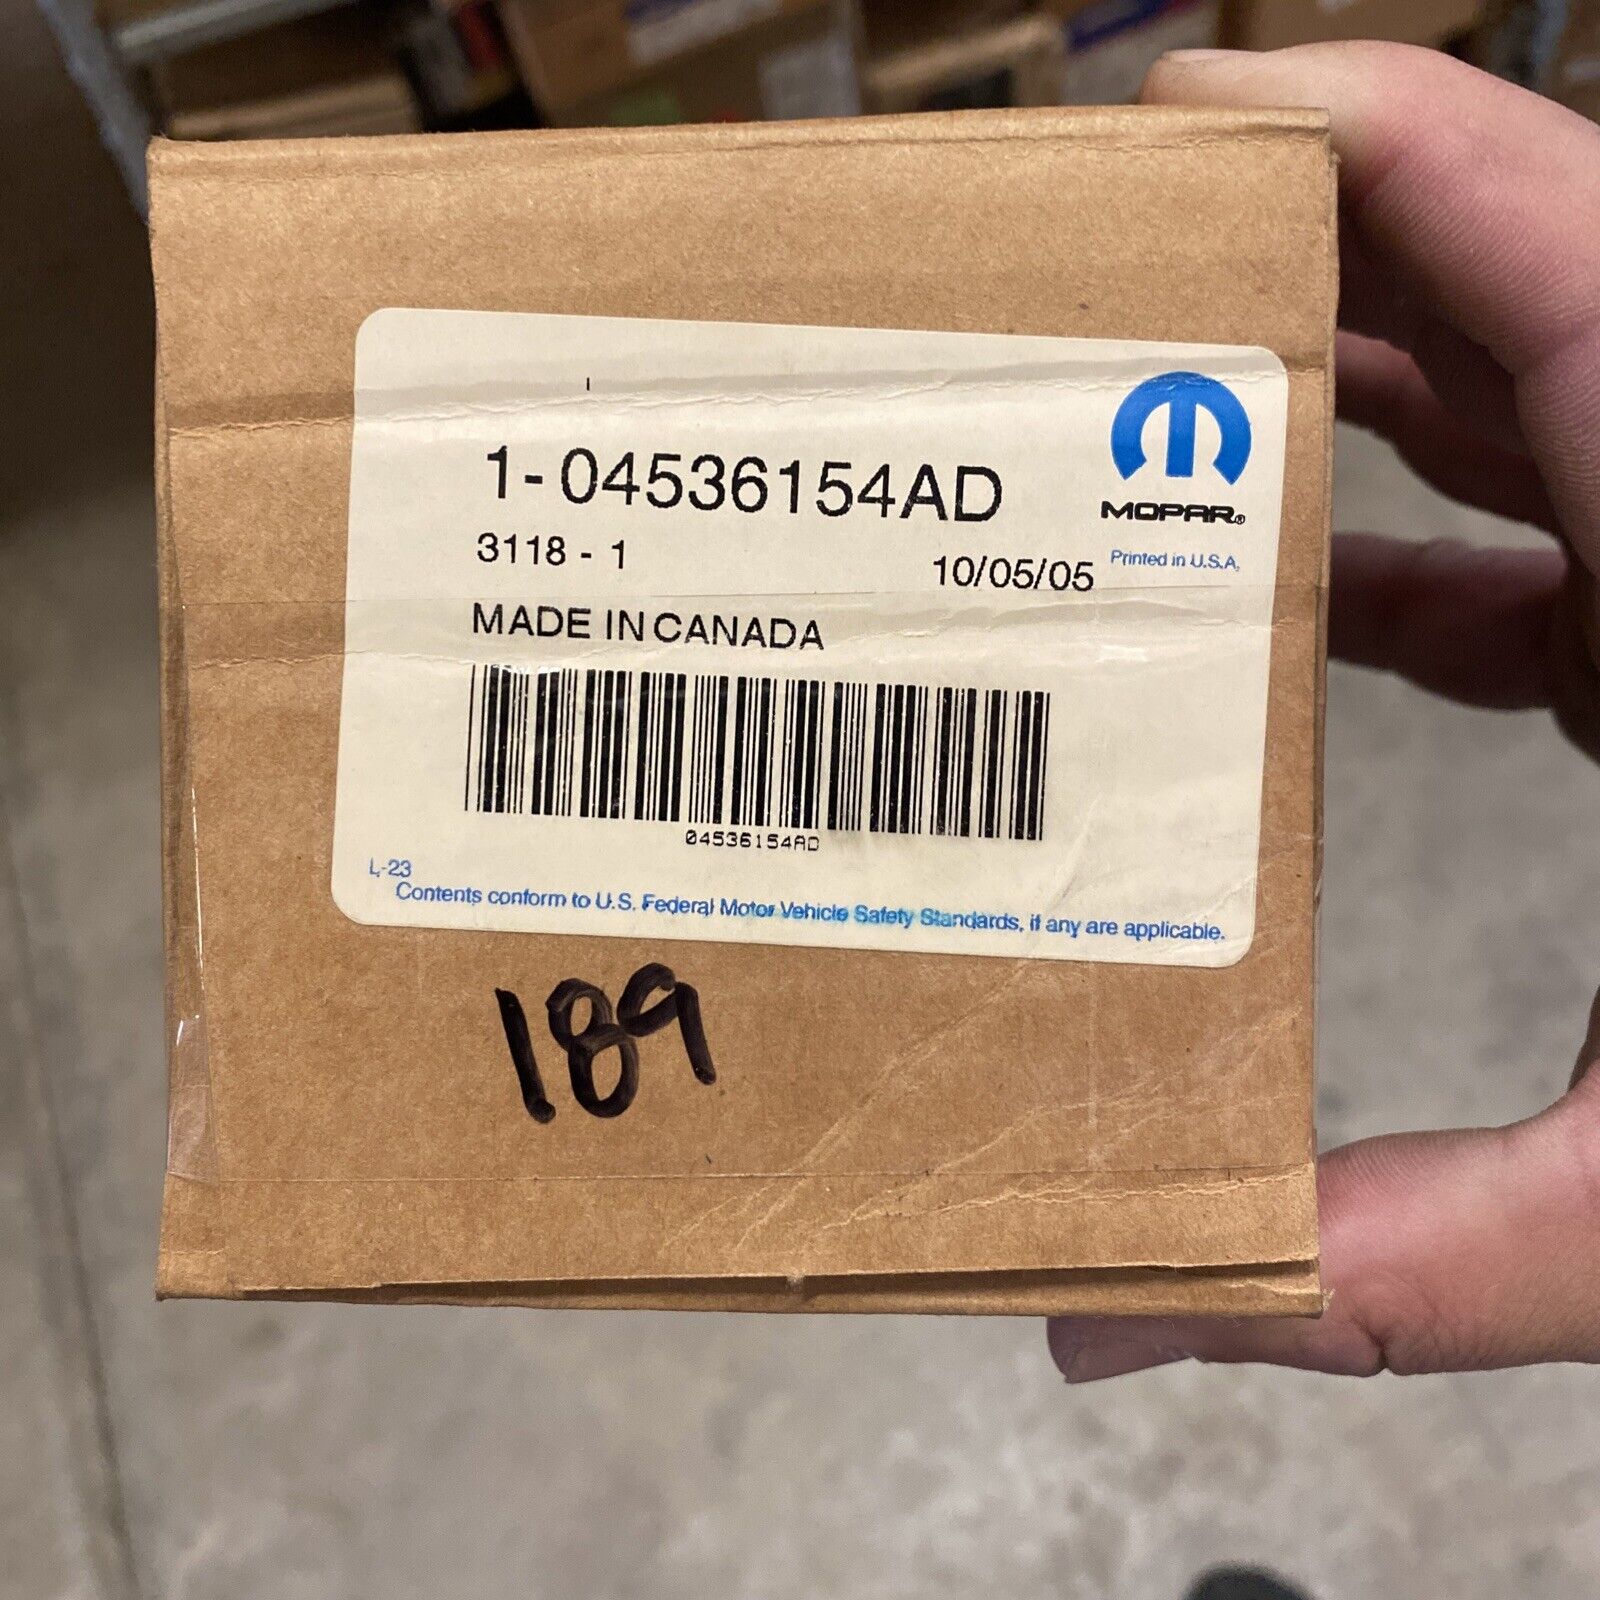 1-04536154AD
MOPAR®
3118 - 1
10/05/05
Printed in U.S.A.
MADE IN CANADA
04536154AD
L-23
Contents conform to U.S. Federal Motor Vehicle Safety Standards, if any are applicable.
189